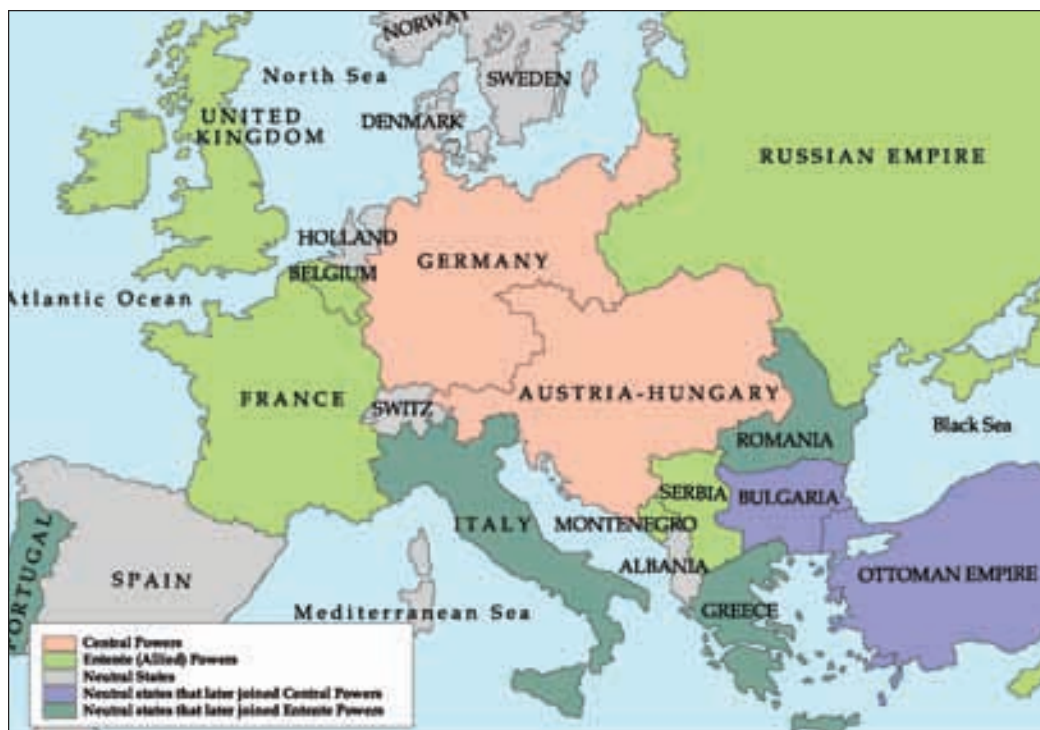 NORWAY
North Sea
SWEDEN
UNITED
KINGDOM
DENMARK
RUSSIAN EMPIRE
HOLLAND
BELGIUM
GERMANY
Atlantic Ocean
FRANCE
SWITZ
AUSTRIA-HUNGARY
ROMANIA
Black Sea
SERBIA
BULGARIA
PORTUGAL
ITALY
MONTENEGRO
SPAIN
ALBANIA
OTTOMAN EMPIRE
Mediterranean Sea
GREECE
Central Powers
Entente (Allied) Powers
Neutral States
Neutral states that later joined Central Powers
Neutral states that later joined Entente Powers